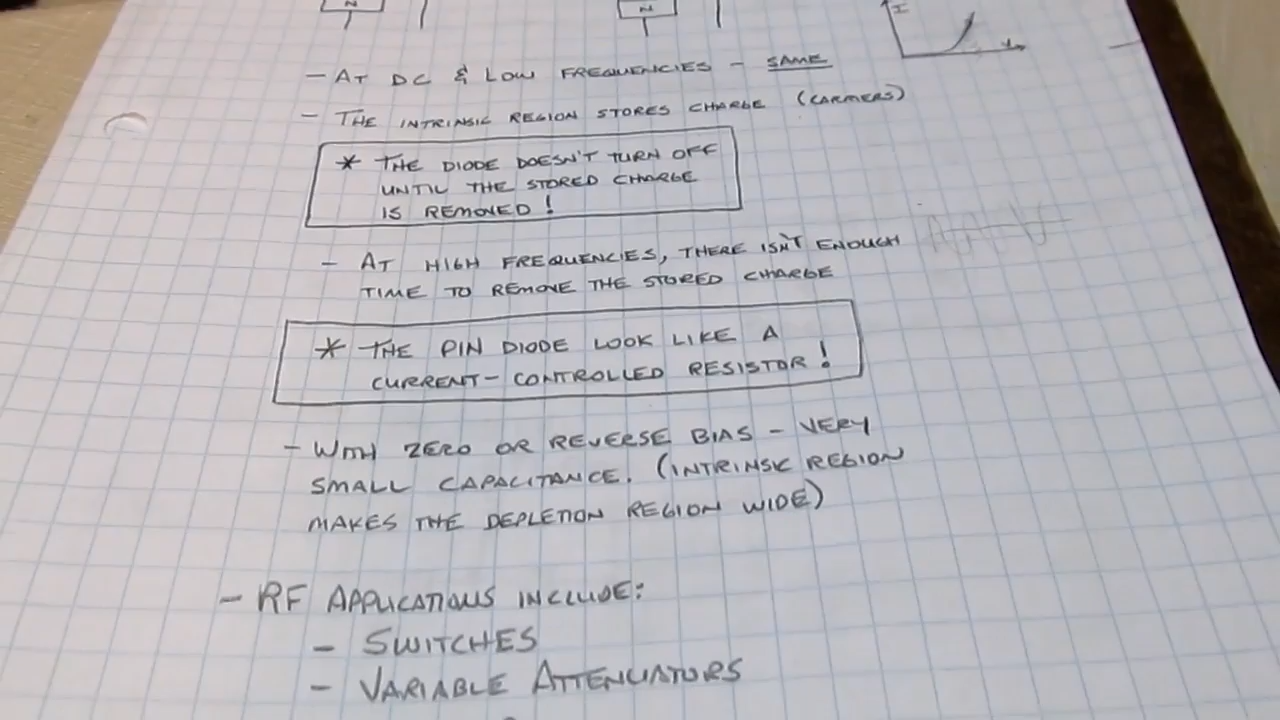 N
N
I
- AT DC & LOW FREQUENCIES - SAME
- THE INTRINSIC REGION STORES CHARGE (CARRIERS)
* THE DIODE DOESN'T TURN OFF
UNTIL THE STORED CHARGE
IS REMOVED!
- AT HIGH FREQUENCIES, THERE ISN'T ENOUGH
TIME TO REMOVE THE STORED CHARGE
* THE PIN DIODE LOOK LIKE A
CURRENT-CONTROLLED RESISTOR!
- WITH ZERO OR REVERSE BIAS - VERY
SMALL CAPACITANCE. (INTRINSIC REGION
MAKES THE DEPLETION REGION WIDE)
- RF APPLICATIONS INCLUDE:
- SWITCHES
- VARIABLE ATTENUATORS